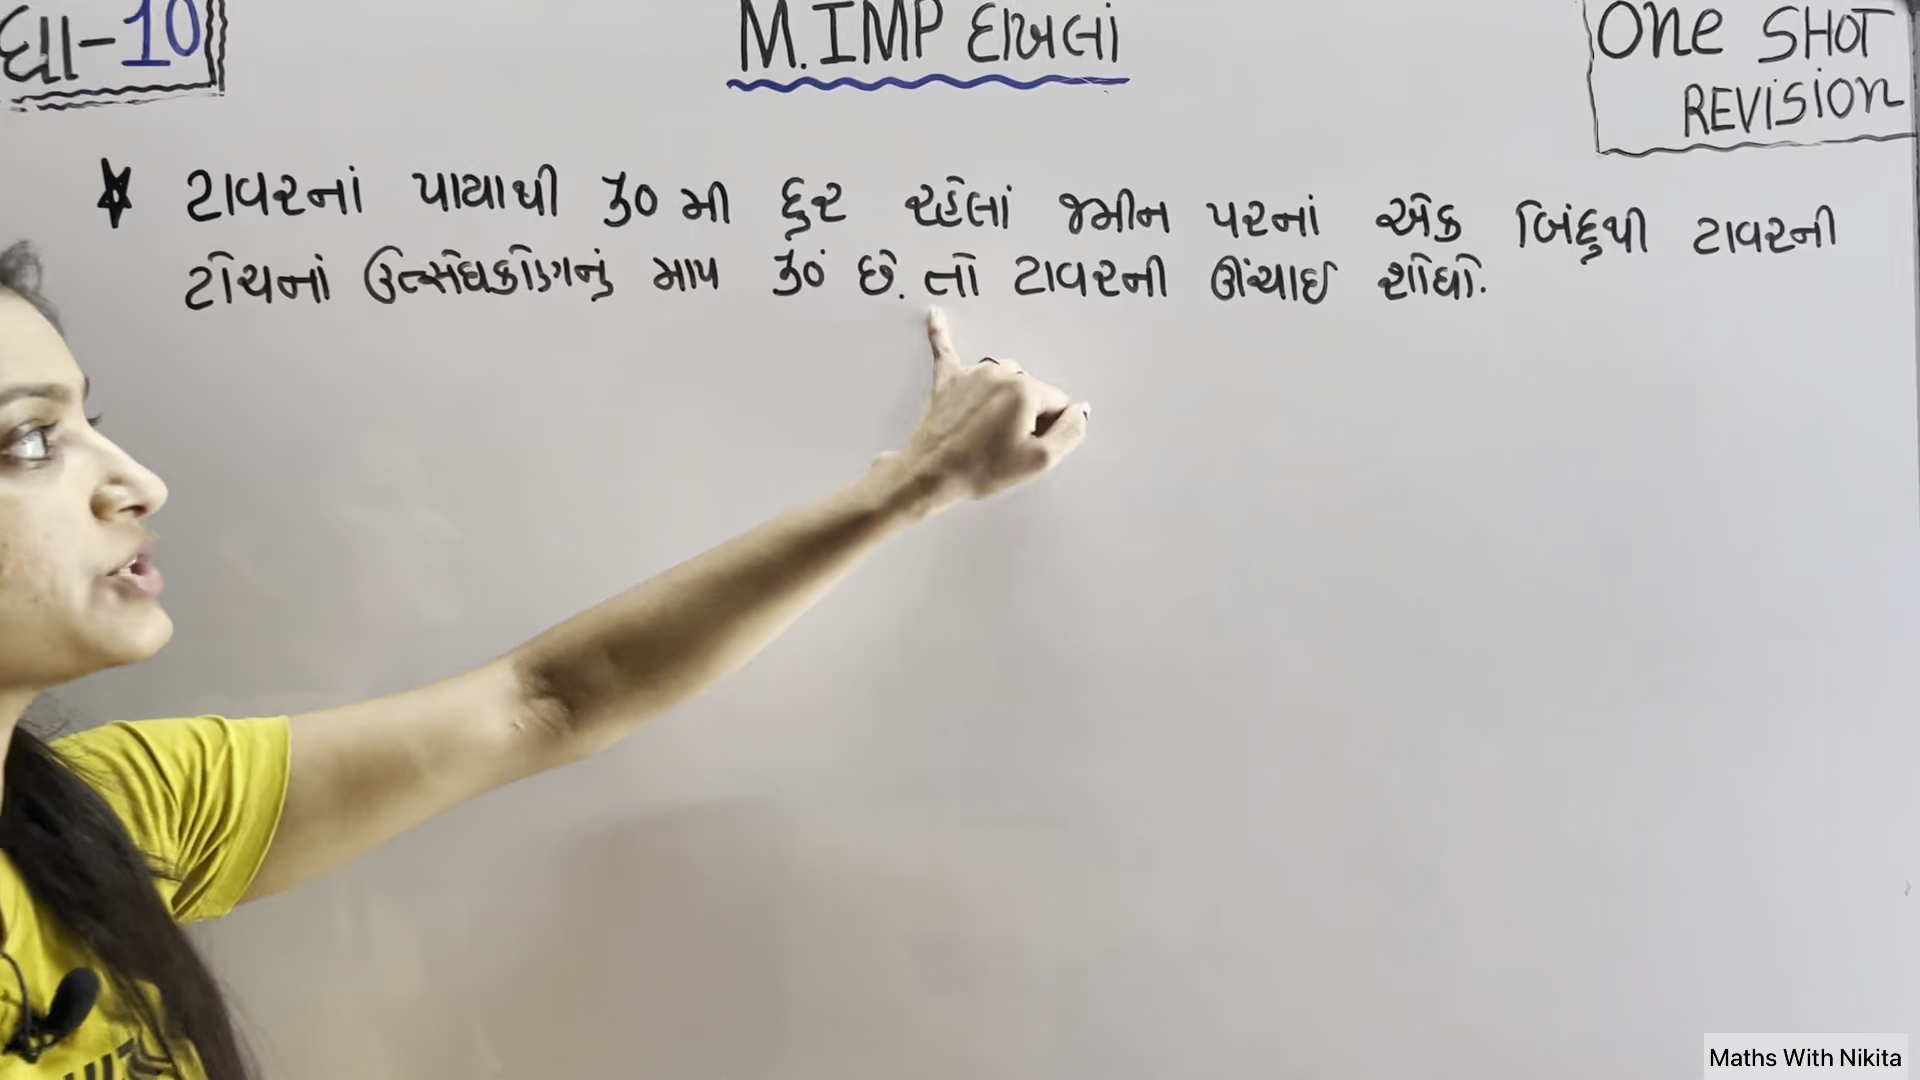 ધા-10
M. IMP દાખલાં
One SHOT
REVISION
★ ટાવરનાં પાયાથી 30 મી દુર રહેલાં જમીન પરનાં એક બિંદુથી ટાવરની
ટોચનાં ઉત્સેધકોણનું માપ 30° છે. તો ટાવરની ઊંચાઈ શોધો.
Maths With Nikita